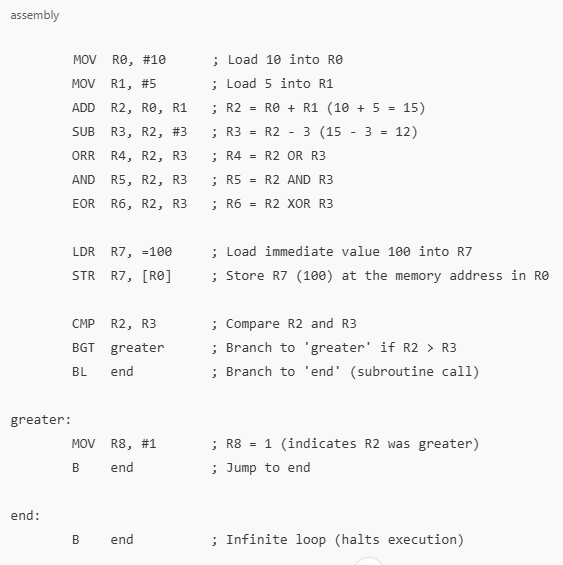 assembly
MOV R0, #10 ; Load 10 into R0
MOV R1, #5 ; Load 5 into R1
ADD R2, R0, R1 ; R2 = R0 + R1 (10 + 5 = 15)
SUB R3, R2, #3 ; R3 = R2 - 3 (15 - 3 = 12)
ORR R4, R2, R3 ; R4 = R2 OR R3
AND R5, R2, R3 ; R5 = R2 AND R3
EOR R6, R2, R3 ; R6 = R2 XOR R3
LDR R7, =100 ; Load immediate value 100 into R7
STR R7, [R0] ; Store R7 (100) at the memory address in R0
CMP R2, R3 ; Compare R2 and R3
BGT greater ; Branch to 'greater' if R2 > R3
BL end ; Branch to 'end' (subroutine call)
greater:
MOV R8, #1 ; R8 = 1 (indicates R2 was greater)
B end ; Jump to end
end:
B end ; Infinite loop (halts execution)